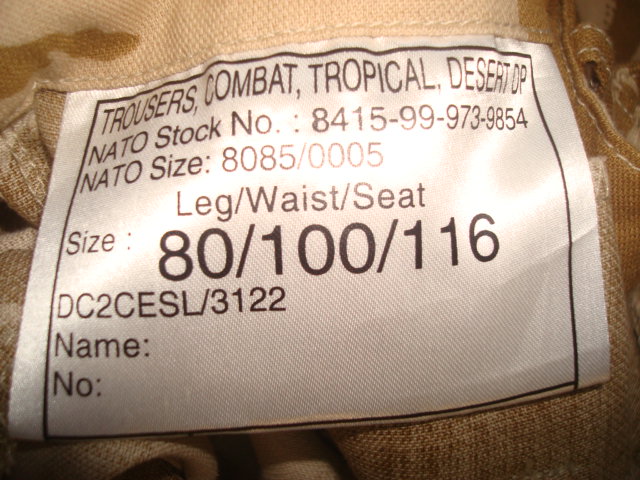 TROUSERS, COMBAT, TROPICAL, DESERT DP
NATO Stock No. : 8415-99-973-9854
NATO Size: 8085/0005
Leg/Waist/Seat
Size : 80/100/116
DC2CESL/3122
Name:
No: